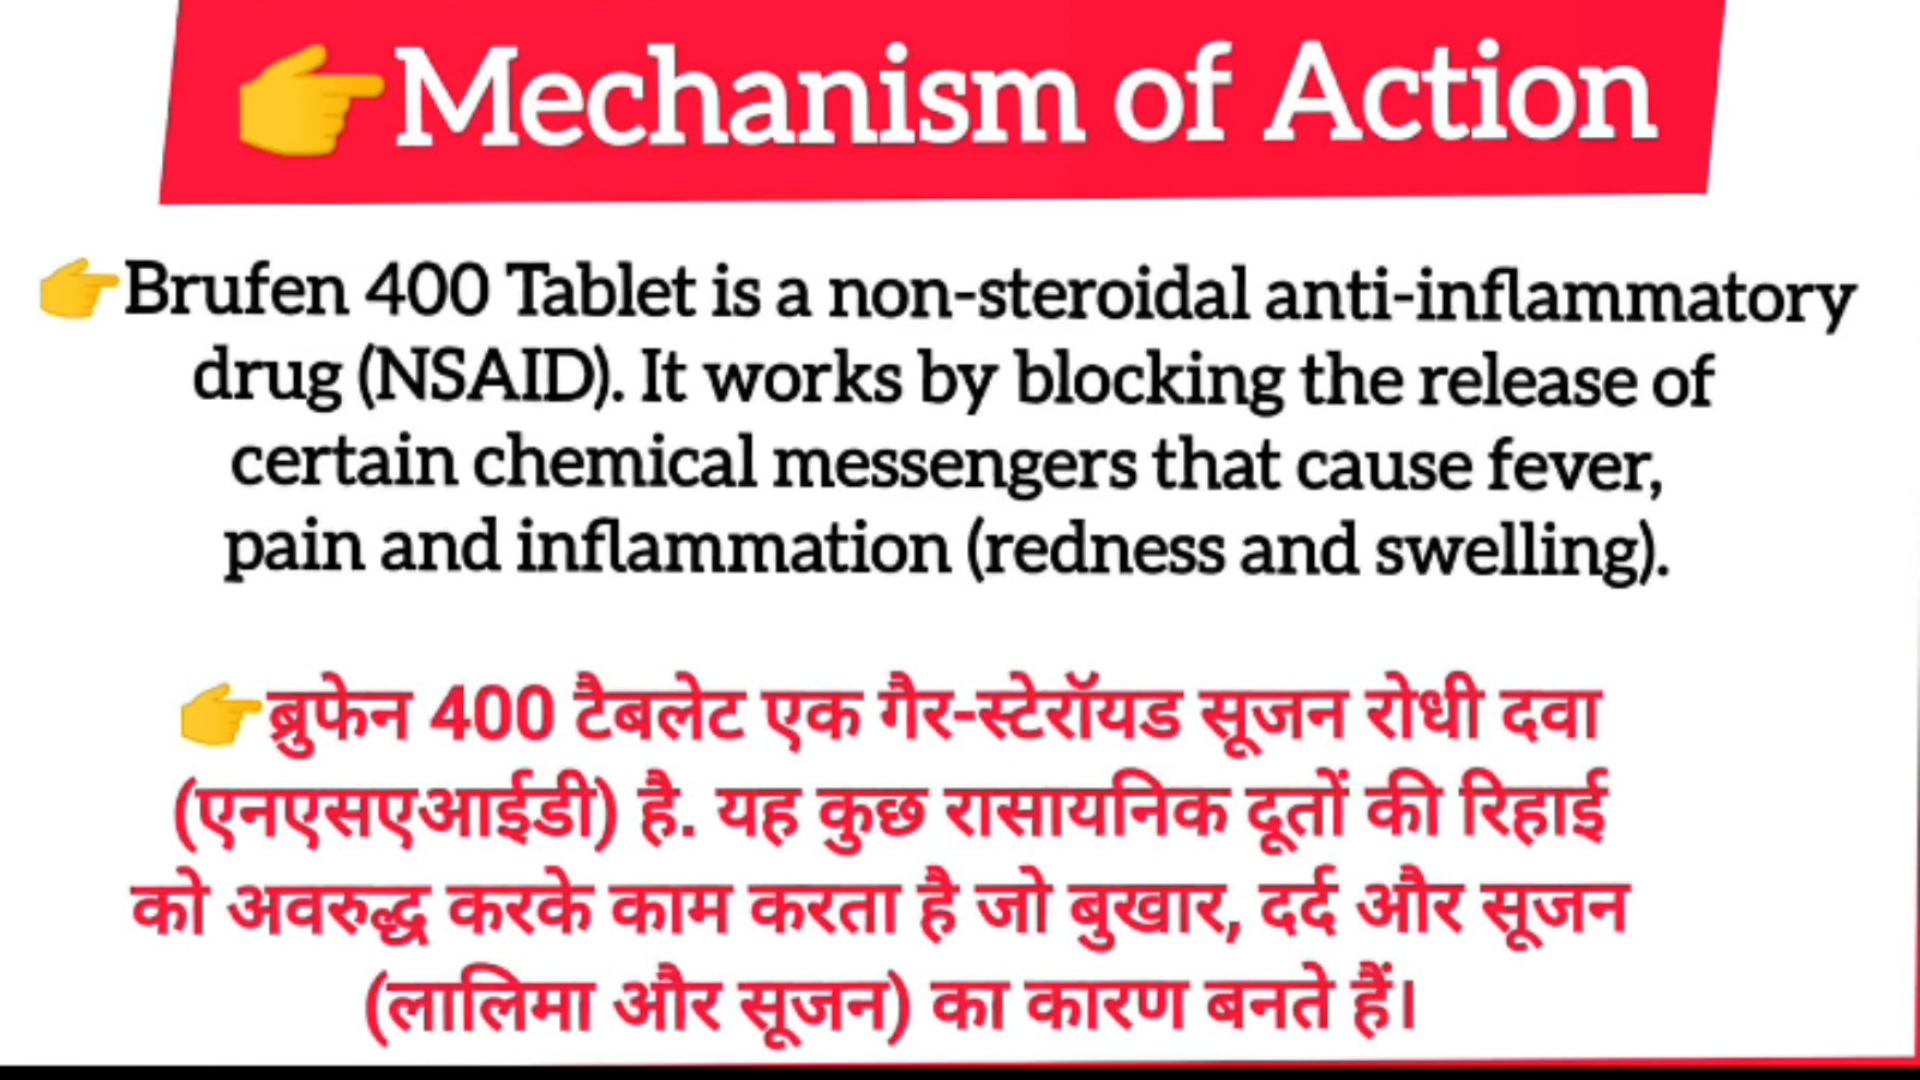 👉Mechanism of Action
👉Brufen 400 Tablet is a non-steroidal anti-inflammatory
drug (NSAID). It works by blocking the release of
certain chemical messengers that cause fever,
pain and inflammation (redness and swelling).
👉ब्रुफेन 400 टैबलेट एक गैर-स्टेरॉयड सूजन रोधी दवा
(एनएसएआईडी) है. यह कुछ रासायनिक दूतों की रिहाई
को अवरुद्ध करके काम करता है जो बुखार, दर्द और सूजन
(लालिमा और सूजन) का कारण बनते हैं।